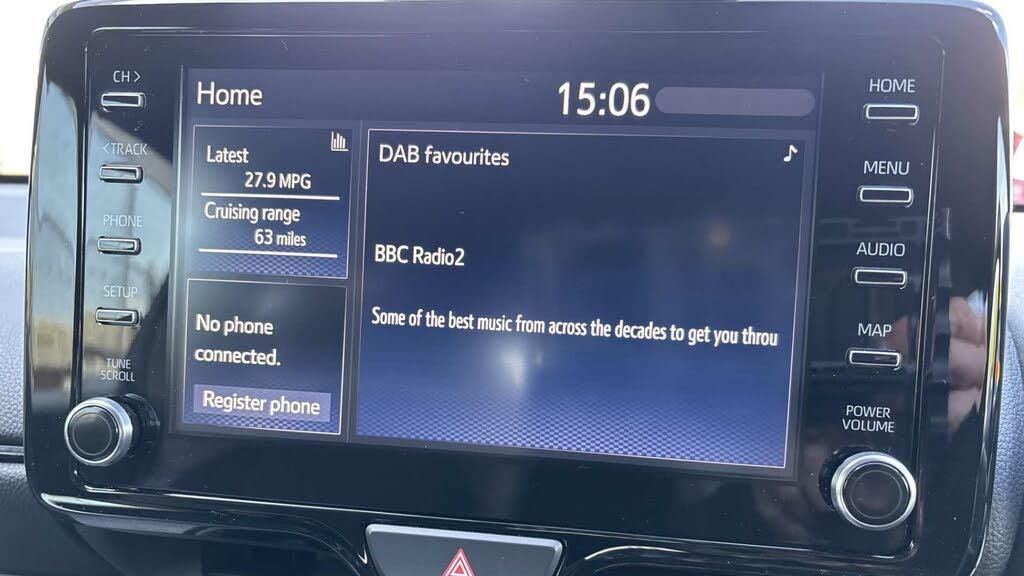 CH >
< TRACK
PHONE
SETUP
TUNE
SCROLL
Home
15:06
Latest
27.9 MPG
Cruising range
63 miles
No phone
connected.
Register phone
DAB favourites
BBC Radio2
Some of the best music from across the decades to get you throu
HOME
MENU
AUDIO
MAP
POWER
VOLUME